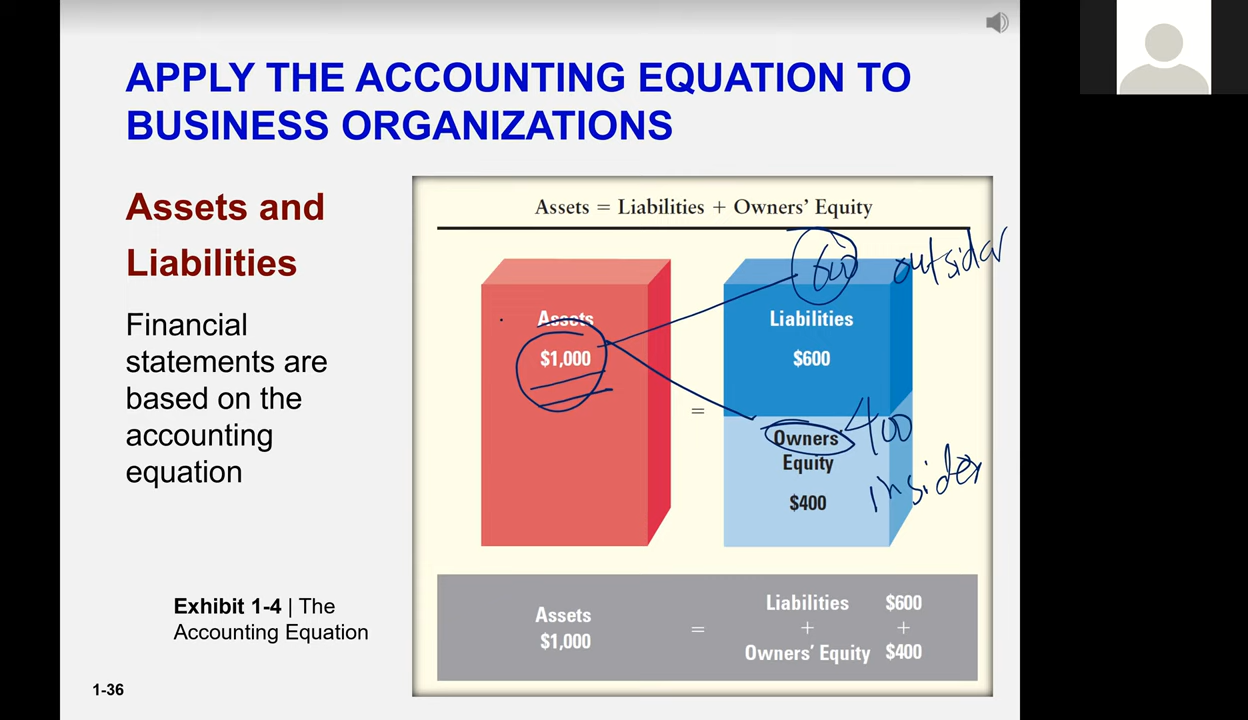 APPLY THE ACCOUNTING EQUATION TO
BUSINESS ORGANIZATIONS
Assets and
Liabilities
Financial
statements are
based on the
accounting
equation
Exhibit 1-4 | The
Accounting Equation
1-36
Assets = Liabilities + Owners' Equity
600 outsider
Assets
$1,000
=
Liabilities
$600
Owners'
Equity
$400
400
insider
Assets
$1,000
=
Liabilities $600
+ +
Owners' Equity $400